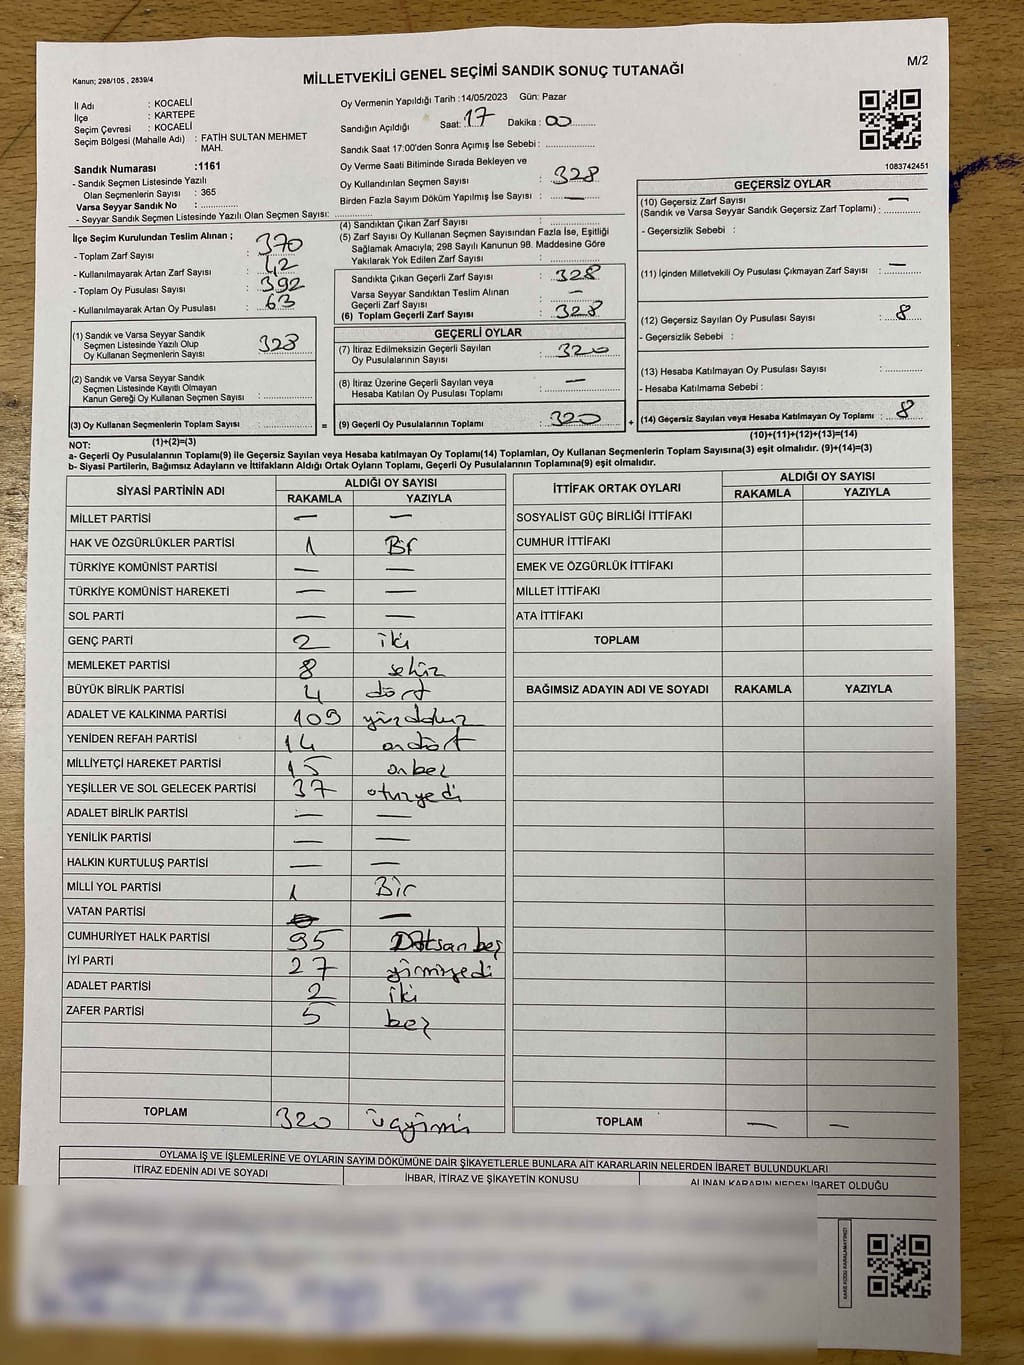 Kanun; 298/105 , 2839/4
MİLLETVEKİLİ GENEL SEÇİMİ SANDIK SONUÇ TUTANAĞI
M/2
İl Adı : KOCAELİ
İlçe : KARTEPE
Seçim Çevresi : KOCAELİ
Seçim Bölgesi (Mahalle Adı) : FATİH SULTAN MEHMET MAH.
Sandık Numarası :1161
- Sandık Seçmen Listesinde Yazılı
Olan Seçmenlerin Sayısı : 365
Varsa Seyyar Sandık No : ..............
- Seyyar Sandık Seçmen Listesinde Yazılı Olan Seçmen Sayısı: ..............
Oy Vermenin Yapıldığı Tarih :14/05/2023 Gün: Pazar
Sandığın Açıldığı Saat: 17 Dakika : 00
Sandık Saat 17:00'den Sonra Açımış İse Sebebi : ..............
Oy Verme Saati Bitiminde Sırada Bekleyen ve
Oy Kullandırılan Seçmen Sayısı : 328
Birden Fazla Sayım Döküm Yapılmış İse Sayısı : —
1083742451
İlçe Seçim Kurulundan Teslim Alınan ;
- Toplam Zarf Sayısı : 370
- Kullanılmayarak Artan Zarf Sayısı : 42
- Toplam Oy Pusulası Sayısı : 392
- Kullanılmayarak Artan Oy Pusulası : 63
(4) Sandıktan Çıkan Zarf Sayısı : ..............
(5) Zarf Sayısı Oy Kullanan Seçmen Sayısından Fazla İse, Eşitliği
Sağlamak Amacıyla; 298 Sayılı Kanunun 98. Maddesine Göre
Yakılarak Yok Edilen Zarf Sayısı : ..............
Sandıkta Çıkan Geçerli Zarf Sayısı : 328
Varsa Seyyar Sandıktan Teslim Alınan
Geçerli Zarf Sayısı : —
(6) Toplam Geçerli Zarf Sayısı : 328
GEÇERSİZ OYLAR
(10) Geçersiz Zarf Sayısı
(Sandık ve Varsa Seyyar Sandık Geçersiz Zarf Toplamı) : —
- Geçersizlik Sebebi :
(11) İçinden Milletvekili Oy Pusulası Çıkmayan Zarf Sayısı : —
(12) Geçersiz Sayılan Oy Pusulası Sayısı : 8
- Geçersizlik Sebebi :
(13) Hesaba Katılmayan Oy Pusulası Sayısı : ..............
- Hesaba Katılmama Sebebi :
(14) Geçersiz Sayılan veya Hesaba Katılmayan Oy Toplamı : 8
(10)+(11)+(12)+(13)=(14)
(1) Sandık ve Varsa Seyyar Sandık
Seçmen Listesinde Yazılı Olup
Oy Kullanan Seçmenlerin Sayısı : 328
(2) Sandık ve Varsa Seyyar Sandık
Seçmen Listesinde Kayıtlı Olmayan
Kanun Gereği Oy Kullanan Seçmen Sayısı : ..............
(3) Oy Kullanan Seçmenlerin Toplam Sayısı : ..............
(1)+(2)=(3)
GEÇERLİ OYLAR
(7) İtiraz Edilmeksizin Geçerli Sayılan
Oy Pusulalarının Sayısı : 320
(8) İtiraz Üzerine Geçerli Sayılan veya
Hesaba Katılan Oy Pusulası Toplamı : —
= (9) Geçerli Oy Pusulalarının Toplamı : 320 +
NOT:
a- Geçerli Oy Pusulalarının Toplamı(9) ile Geçersiz Sayılan veya Hesaba katılmayan Oy Toplamı(14) Toplamları, Oy Kullanan Seçmenlerin Toplam Sayısına(3) eşit olmalıdır. (9)+(14)=(3)
b- Siyasi Partilerin, Bağımsız Adayların ve İttifakların Aldığı Ortak Oyların Toplamı, Geçerli Oy Pusulalarının Toplamına(9) eşit olmalıdır.
SİYASİ PARTİNİN ADI ALDIĞI OY SAYISI
RAKAMLA YAZIYLA
MİLLET PARTİSİ — —
HAK VE ÖZGÜRLÜKLER PARTİSİ 1 Bir
TÜRKİYE KOMÜNİST PARTİSİ — —
TÜRKİYE KOMÜNİST HAREKETİ — —
SOL PARTİ — —
GENÇ PARTİ 2 iki
MEMLEKET PARTİSİ 8 sekiz
BÜYÜK BİRLİK PARTİSİ 4 dört
ADALET VE KALKINMA PARTİSİ 109 yüzdokuz
YENİDEN REFAH PARTİSİ 14 ondört
MİLLİYETÇİ HAREKET PARTİSİ 15 onbeş
YEŞİLLER VE SOL GELECEK PARTİSİ 37 otuzyedi
ADALET BİRLİK PARTİSİ — —
YENİLİK PARTİSİ — —
HALKIN KURTULUŞ PARTİSİ — —
MİLLİ YOL PARTİSİ 1 Bir
VATAN PARTİSİ — —
CUMHURİYET HALK PARTİSİ 95 Doksan beş
İYİ PARTİ 27 yirmiyedi
ADALET PARTİSİ 2 iki
ZAFER PARTİSİ 5 beş
TOPLAM 320 üçyirmi
İTTİFAK ORTAK OYLARI ALDIĞI OY SAYISI
RAKAMLA YAZIYLA
SOSYALİST GÜÇ BİRLİĞİ İTTİFAKI
CUMHUR İTTİFAKI
EMEK VE ÖZGÜRLÜK İTTİFAKI
MİLLET İTTİFAKI
ATA İTTİFAKI
TOPLAM
BAĞIMSIZ ADAYIN ADI VE SOYADI RAKAMLA YAZIYLA
TOPLAM — —
OYLAMA İŞ VE İŞLEMLERİNE VE OYLARIN SAYIM DÖKÜMÜNE DAİR ŞİKAYETLERLE BUNLARA AİT KARARLARIN NELERDEN İBARET BULUNDUKLARI
İTİRAZ EDENİN ADI VE SOYADI İHBAR, İTİRAZ VE ŞİKAYETİN KONUSU ALINAN KARARIN NEDEN İBARET OLDUĞU